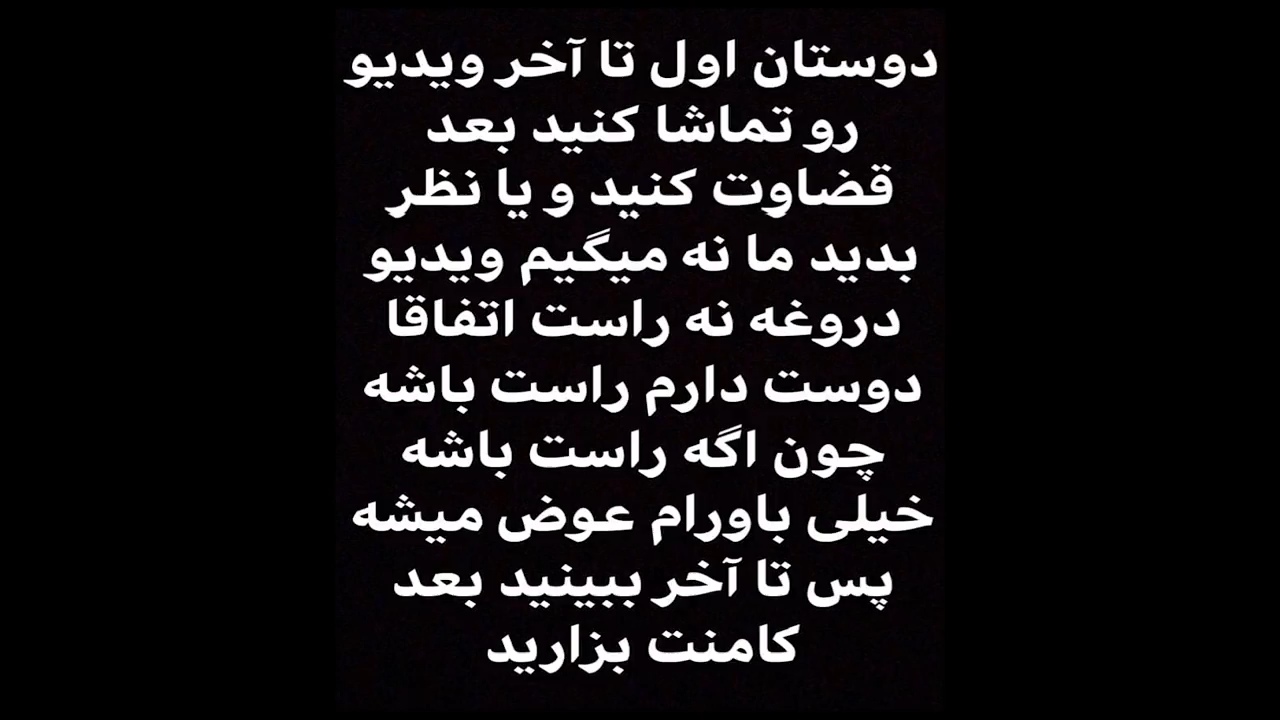 دوستان اول تا آخر ویدیو
رو تماشا کنید بعد
قضاوت کنید و یا نظر
بدید ما نه میگیم ویدیو
دروغه نه راست اتفاقا
دوست دارم راست باشه
چون اگه راست باشه
خیلی باورام عوض میشه
پس تا آخر ببینید بعد
کامنت بزارید